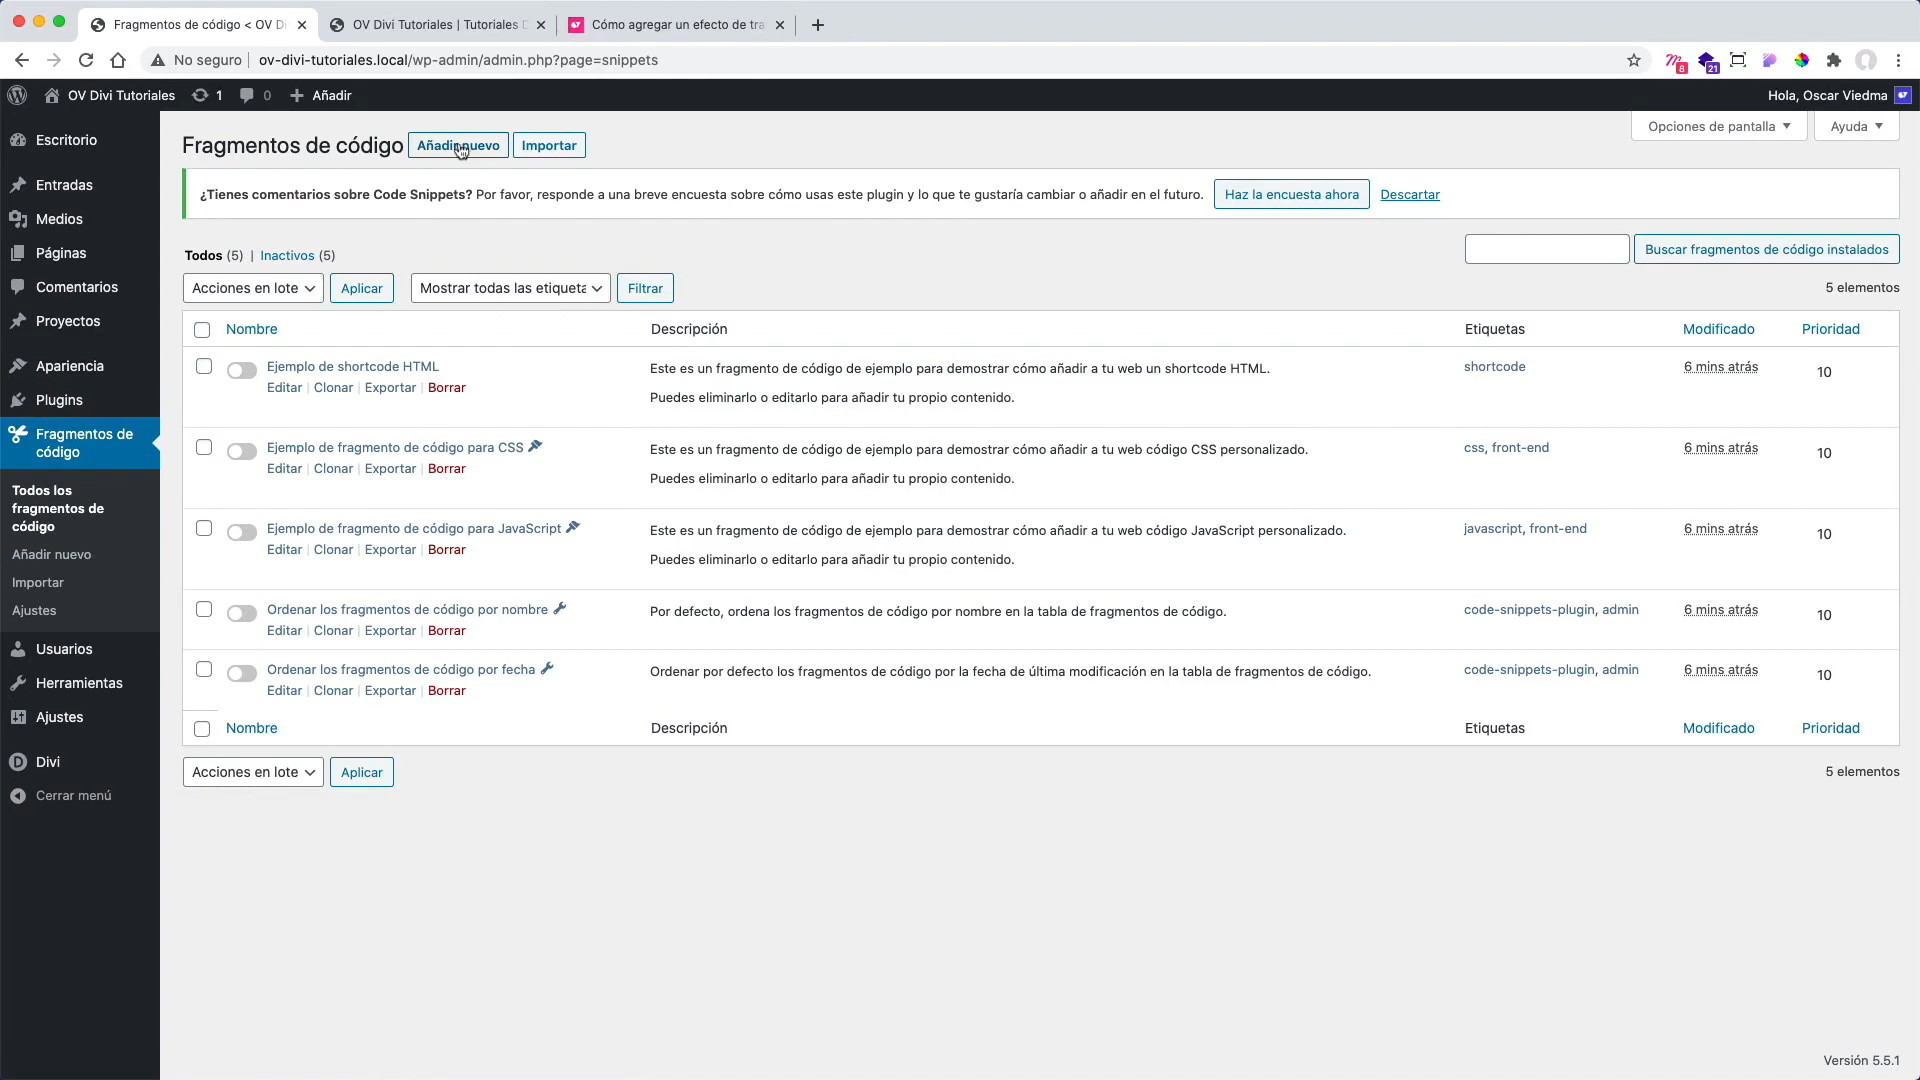 Fragmentos de código < OV Di
OV Divi Tutoriales | Tutoriales D
Cómo agregar un efecto de tra
No seguro
ov-divi-tutoriales.local/wp-admin/admin.php?page=snippets
8
21
OV Divi Tutoriales
1
0
Añadir
Hola, Oscar Viedma
Opciones de pantalla
Ayuda
Escritorio
Entradas
Medios
Páginas
Comentarios
Proyectos
Apariencia
Plugins
Fragmentos de
código
Todos los
fragmentos de
código
Añadir nuevo
Importar
Ajustes
Usuarios
Herramientas
Ajustes
Divi
Cerrar menú
Fragmentos de código
Añadir nuevo
Importar
¿Tienes comentarios sobre Code Snippets? Por favor, responde a una breve encuesta sobre cómo usas este plugin y lo que te gustaría cambiar o añadir en el futuro.
Haz la encuesta ahora
Descartar
Todos (5) | Inactivos (5)
Buscar fragmentos de código instalados
Acciones en lote
Aplicar
Mostrar todas las etiqueta
Filtrar
5 elementos
Nombre
Descripción
Etiquetas
Modificado
Prioridad
Ejemplo de shortcode HTML
Editar | Clonar | Exportar | Borrar
Este es un fragmento de código de ejemplo para demostrar cómo añadir a tu web un shortcode HTML.
Puedes eliminarlo o editarlo para añadir tu propio contenido.
shortcode
6 mins atrás
10
Ejemplo de fragmento de código para CSS
Editar | Clonar | Exportar | Borrar
Este es un fragmento de código de ejemplo para demostrar cómo añadir a tu web código CSS personalizado.
Puedes eliminarlo o editarlo para añadir tu propio contenido.
css, front-end
6 mins atrás
10
Ejemplo de fragmento de código para JavaScript
Editar | Clonar | Exportar | Borrar
Este es un fragmento de código de ejemplo para demostrar cómo añadir a tu web código JavaScript personalizado.
Puedes eliminarlo o editarlo para añadir tu propio contenido.
javascript, front-end
6 mins atrás
10
Ordenar los fragmentos de código por nombre
Editar | Clonar | Exportar | Borrar
Por defecto, ordena los fragmentos de código por nombre en la tabla de fragmentos de código.
code-snippets-plugin, admin
6 mins atrás
10
Ordenar los fragmentos de código por fecha
Editar | Clonar | Exportar | Borrar
Ordenar por defecto los fragmentos de código por la fecha de última modificación en la tabla de fragmentos de código.
code-snippets-plugin, admin
6 mins atrás
10
Nombre
Descripción
Etiquetas
Modificado
Prioridad
Acciones en lote
Aplicar
5 elementos
Versión 5.5.1